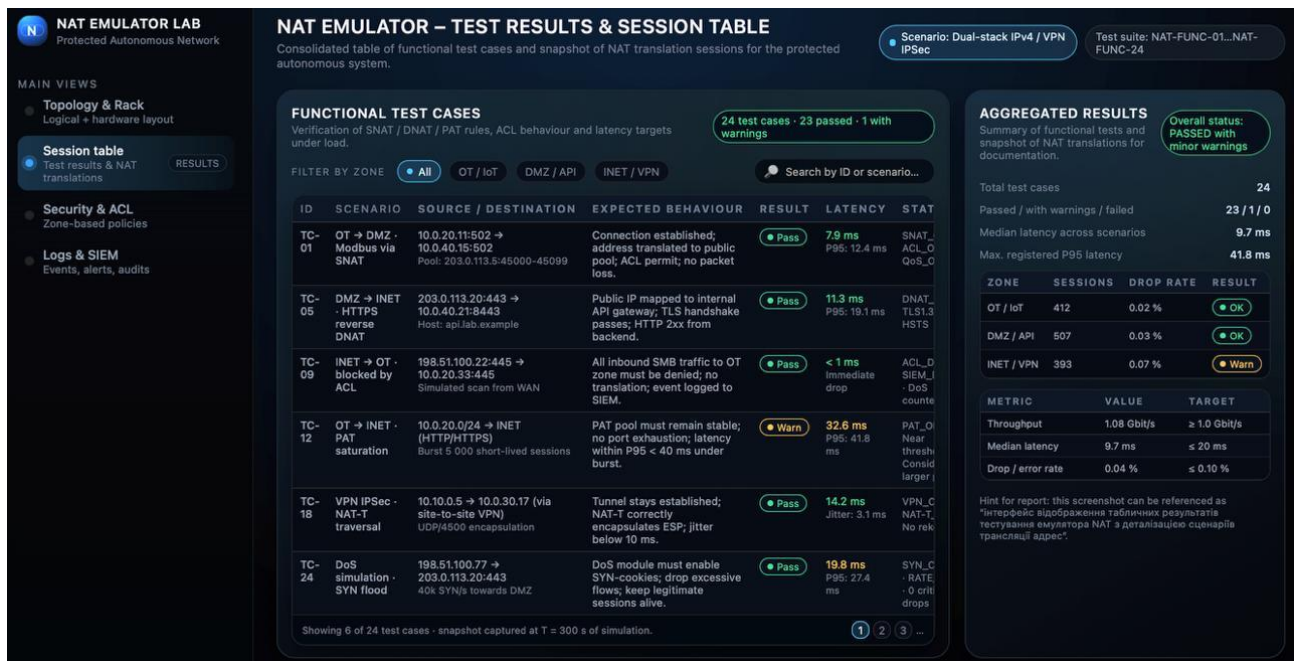 NAT EMULATOR LAB
Protected Autonomous Network
MAIN VIEWS
Topology & Rack
Logical + hardware layout
Session table
Test results & NAT
translations
RESULTS
Security & ACL
Zone-based policies
Logs & SIEM
Events, alerts, audits
NAT EMULATOR – TEST RESULTS & SESSION TABLE
Consolidated table of functional test cases and snapshot of NAT translation sessions for the protected
autonomous system.
Scenario: Dual-stack IPv4 / VPN
IPSec
Test suite: NAT-FUNC-01...NAT-
FUNC-24
FUNCTIONAL TEST CASES
Verification of SNAT / DNAT / PAT rules, ACL behaviour and latency targets
under load.
24 test cases · 23 passed · 1 with
warnings
FILTER BY ZONE
All
OT / IoT
DMZ / API
INET / VPN
Search by ID or scenario...
ID SCENARIO SOURCE / DESTINATION EXPECTED BEHAVIOUR RESULT LATENCY STAT
TC-
01
OT → DMZ ·
Modbus via
SNAT
10.0.20.11:502 →
10.0.40.15:502
Pool: 203.0.113.5:45000-45099
Connection established;
address translated to public
pool; ACL permit; no packet
loss.
Pass
7.9 ms
P95: 12.4 ms
SNAT_
ACL_O
QoS_O
TC-
05
DMZ → INET
· HTTPS
reverse
DNAT
203.0.113.20:443 →
10.0.40.21:8443
Host: api.lab.example
Public IP mapped to internal
API gateway; TLS handshake
passes; HTTP 2xx from
backend.
Pass
11.3 ms
P95: 19.1 ms
DNAT_
TLS1.3
HSTS
TC-
09
INET → OT ·
blocked by
ACL
198.51.100.22:445 →
10.0.20.33:445
Simulated scan from WAN
All inbound SMB traffic to OT
zone must be denied; no
translation; event logged to
SIEM.
Pass
< 1 ms
Immediate
drop
ACL_D
SIEM_
· DoS
counte
TC-
12
OT → INET ·
PAT
saturation
10.0.20.0/24 → INET
(HTTP/HTTPS)
Burst 5 000 short-lived sessions
PAT pool must remain stable;
no port exhaustion; latency
within P95 < 40 ms under
burst.
Warn
32.6 ms
P95: 41.8
ms
PAT_O
Near
thresh
Consid
larger
TC-
18
VPN IPSec ·
NAT-T
traversal
10.10.0.5 → 10.0.30.17 (via
site-to-site VPN)
UDP/4500 encapsulation
Tunnel stays established;
NAT-T correctly
encapsulates ESP; jitter
below 10 ms.
Pass
14.2 ms
Jitter: 3.1 ms
VPN_O
NAT-T_
No rek
TC-
24
DoS
simulation ·
SYN flood
198.51.100.77 →
203.0.113.20:443
40k SYN/s towards DMZ
DoS module must enable
SYN-cookies; drop excessive
flows; keep legitimate
sessions alive.
Pass
19.8 ms
P95: 27.4
ms
SYN_C
· RATE_
· 0 criti
drops
Showing 6 of 24 test cases · snapshot captured at T = 300 s of simulation.
1 2 3 ...
AGGREGATED RESULTS
Summary of functional tests and
snapshot of NAT translations for
documentation.
Overall status:
PASSED with
minor warnings
Total test cases 24
Passed / with warnings / failed 23 / 1 / 0
Median latency across scenarios 9.7 ms
Max. registered P95 latency 41.8 ms
ZONE SESSIONS DROP RATE RESULT
OT / IoT 412 0.02 % OK
DMZ / API 507 0.03 % OK
INET / VPN 393 0.07 % Warn
METRIC VALUE TARGET
Throughput 1.08 Gbit/s ≥ 1.0 Gbit/s
Median latency 9.7 ms ≤ 20 ms
Drop / error rate 0.04 % ≤ 0.10 %
Hint for report: this screenshot can be referenced as
"інтерфейс відображення табличних результатів
тестування емулятора NAT з деталізацією сценаріїв
трансляції адрес".